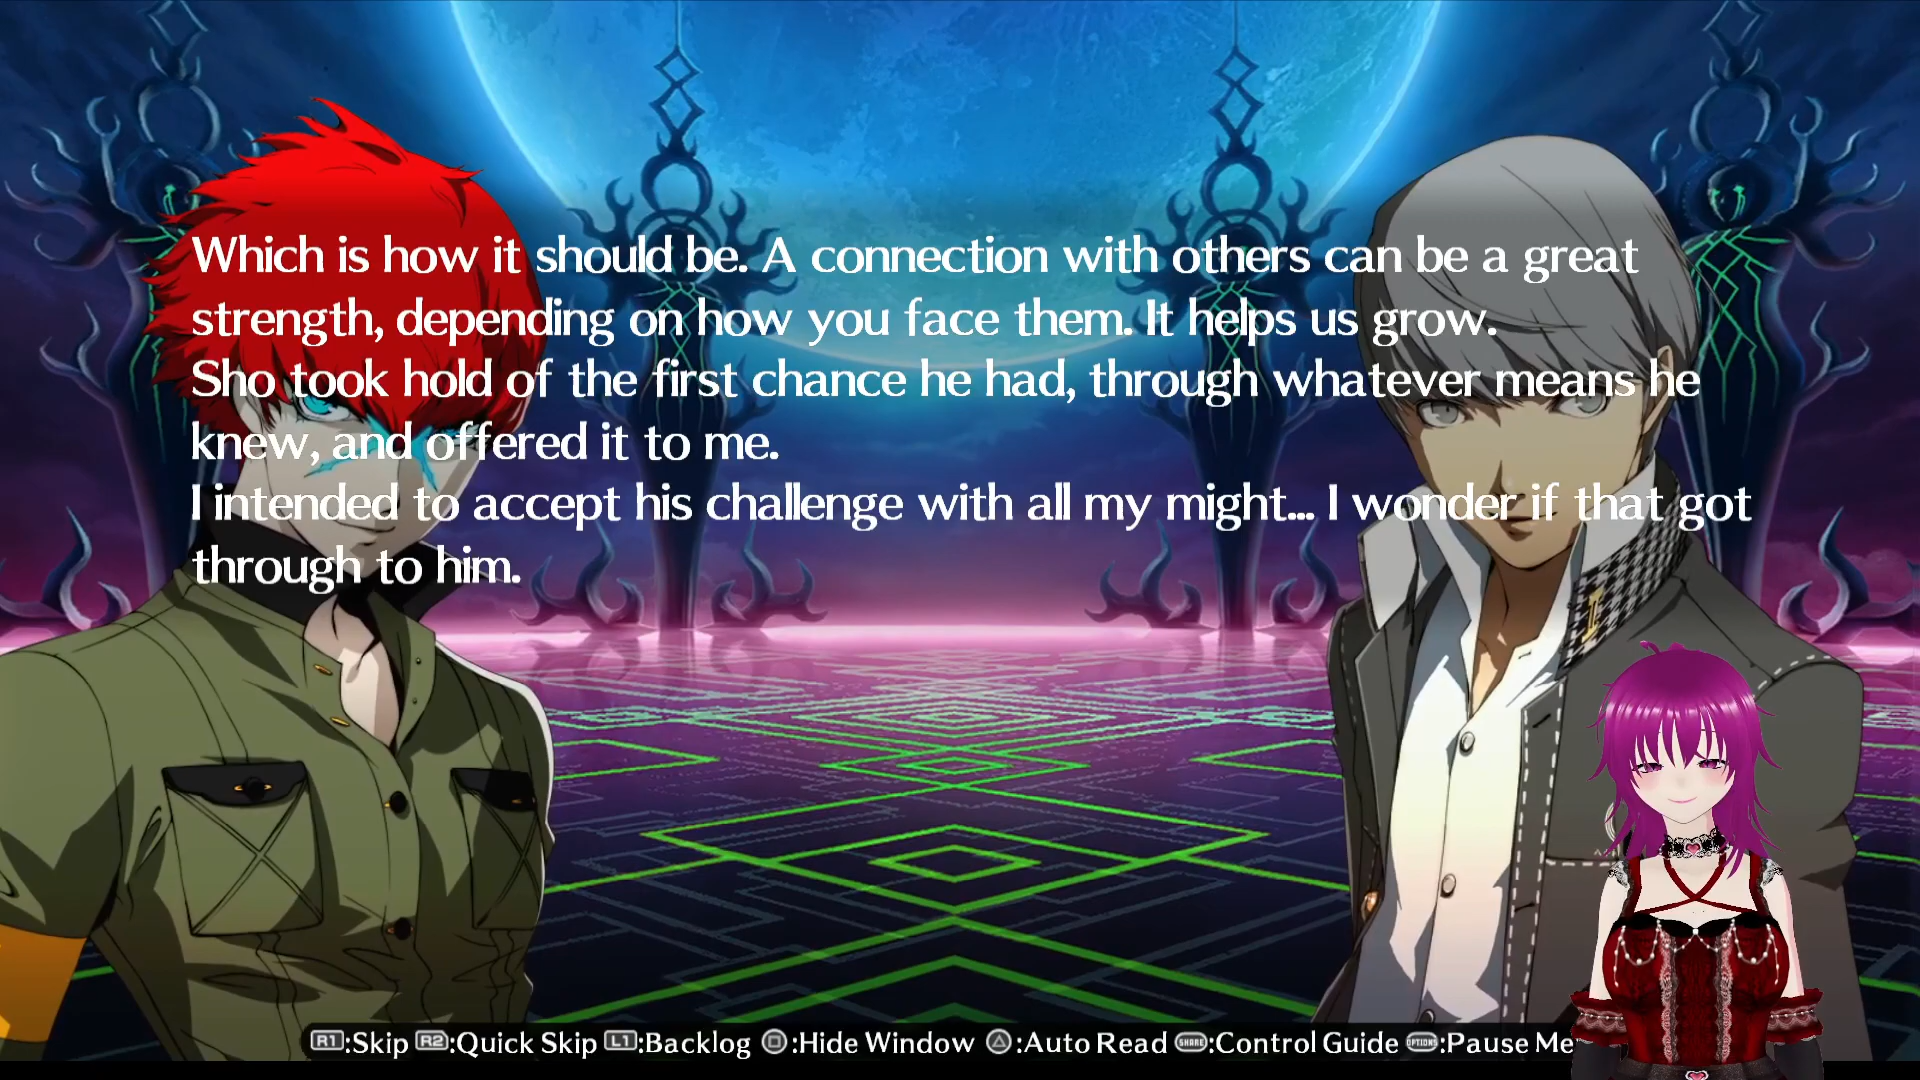 Which is how it should be. A connection with others can be a great
strength, depending on how you face them. It helps us grow.
Sho took hold of the first chance he had, through whatever means he
knew, and offered it to me.
I intended to accept his challenge with all my might... I wonder if that got
through to him.
R1:Skip R2:Quick Skip L1:Backlog :Hide Window :Auto Read SHARE:Control Guide OPTIONS:Pause Me